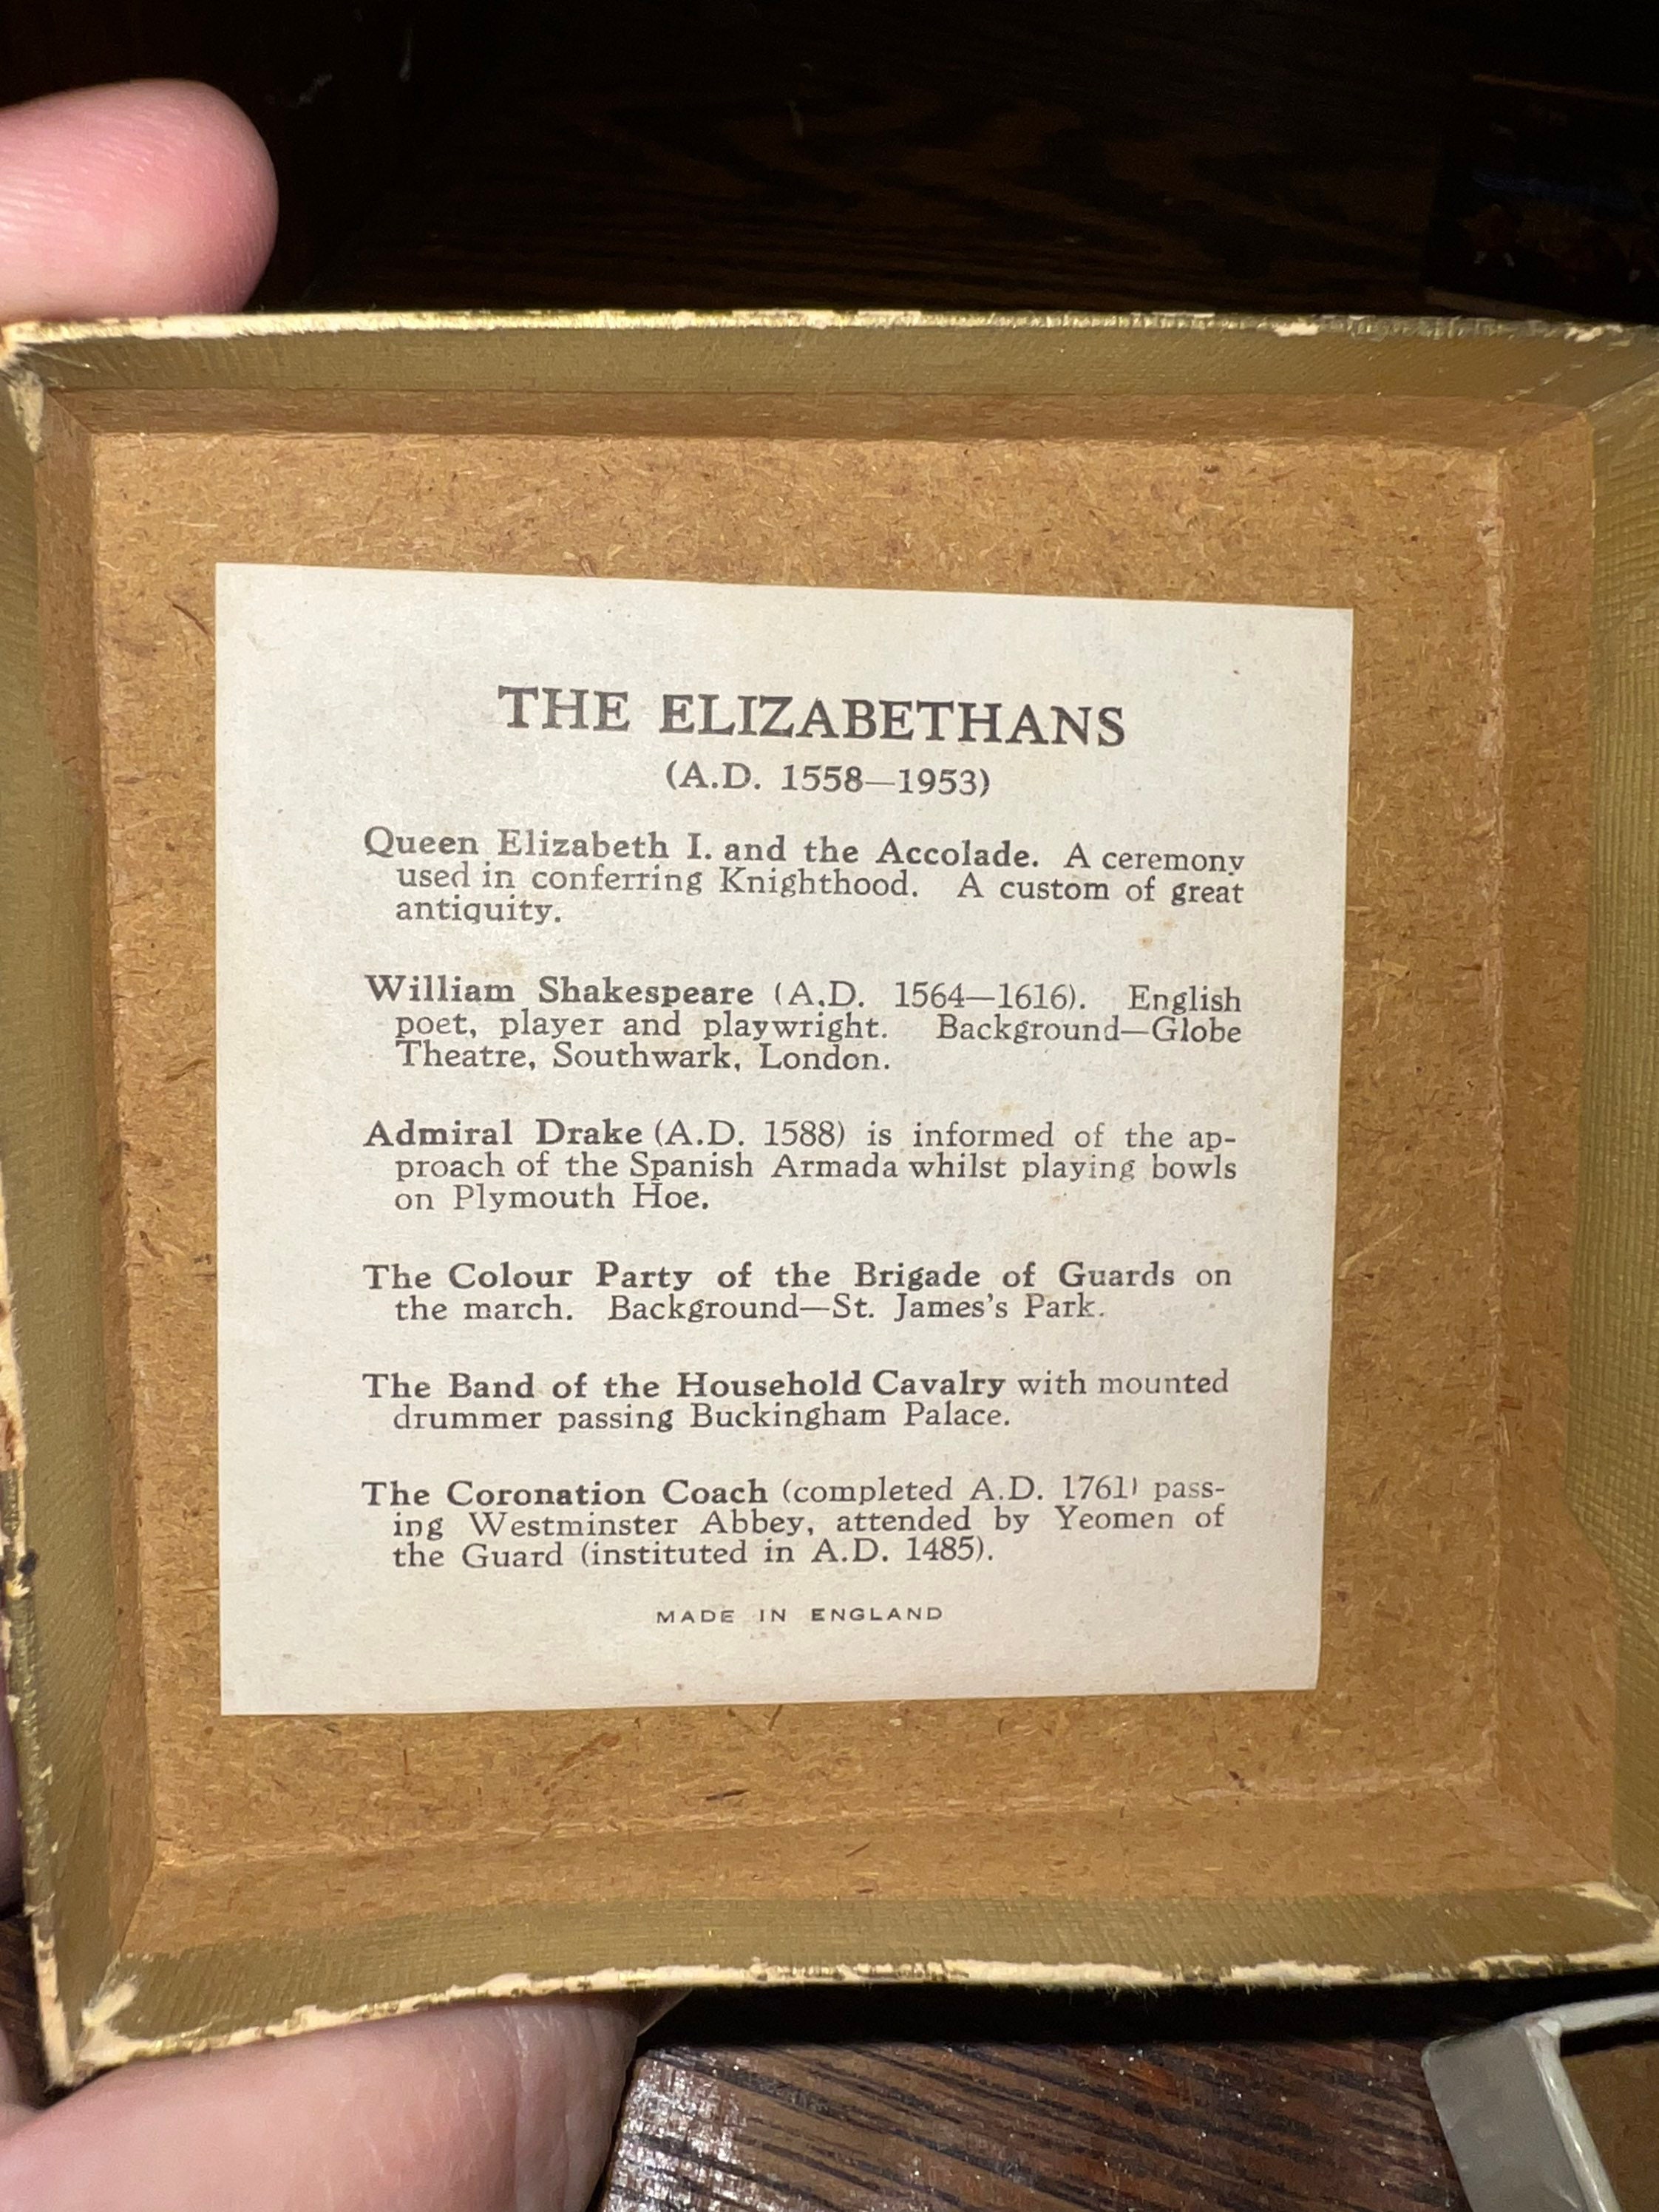 THE ELIZABETHANS
(A.D. 1558—1953)
Queen Elizabeth I. and the Accolade. A ceremony
used in conferring Knighthood. A custom of great
antiquity.
William Shakespeare (A.D. 1564—1616). English
poet, player and playwright. Background—Globe
Theatre, Southwark, London.
Admiral Drake (A.D. 1588) is informed of the ap-
proach of the Spanish Armada whilst playing bowls
on Plymouth Hoe.
The Colour Party of the Brigade of Guards on
the march. Background—St. James's Park.
The Band of the Household Cavalry with mounted
drummer passing Buckingham Palace.
The Coronation Coach (completed A.D. 1761) pass-
ing Westminster Abbey, attended by Yeomen of
the Guard (instituted in A.D. 1485).
MADE IN ENGLAND